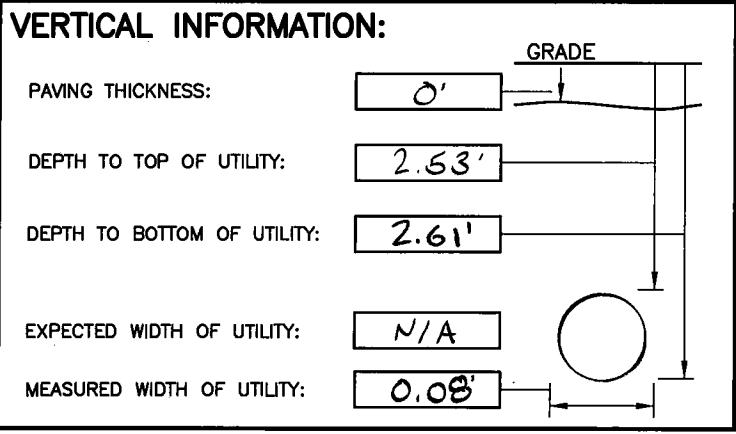 VERTICAL INFORMATION:
GRADE
PAVING THICKNESS: 0'
DEPTH TO TOP OF UTILITY: 2.53'
DEPTH TO BOTTOM OF UTILITY: 2.61'
EXPECTED WIDTH OF UTILITY: N/A
MEASURED WIDTH OF UTILITY: 0.08'